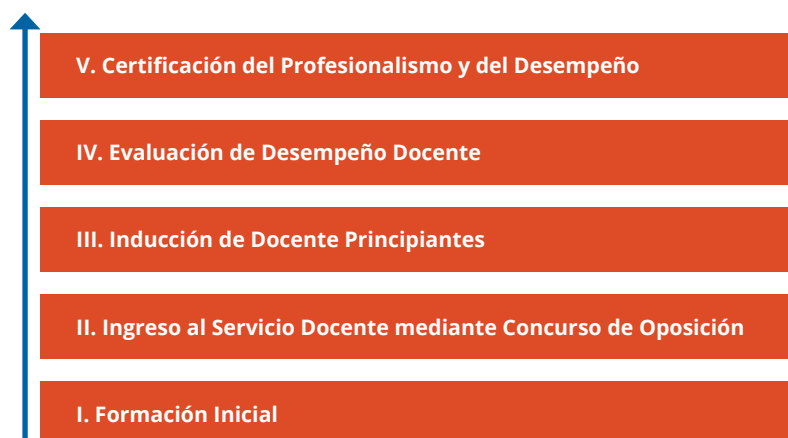 V. Certificación del Profesionalismo y del Desempeño
IV. Evaluación de Desempeño Docente
III. Inducción de Docente Principiantes
II. Ingreso al Servicio Docente mediante Concurso de Oposición
I. Formación Inicial